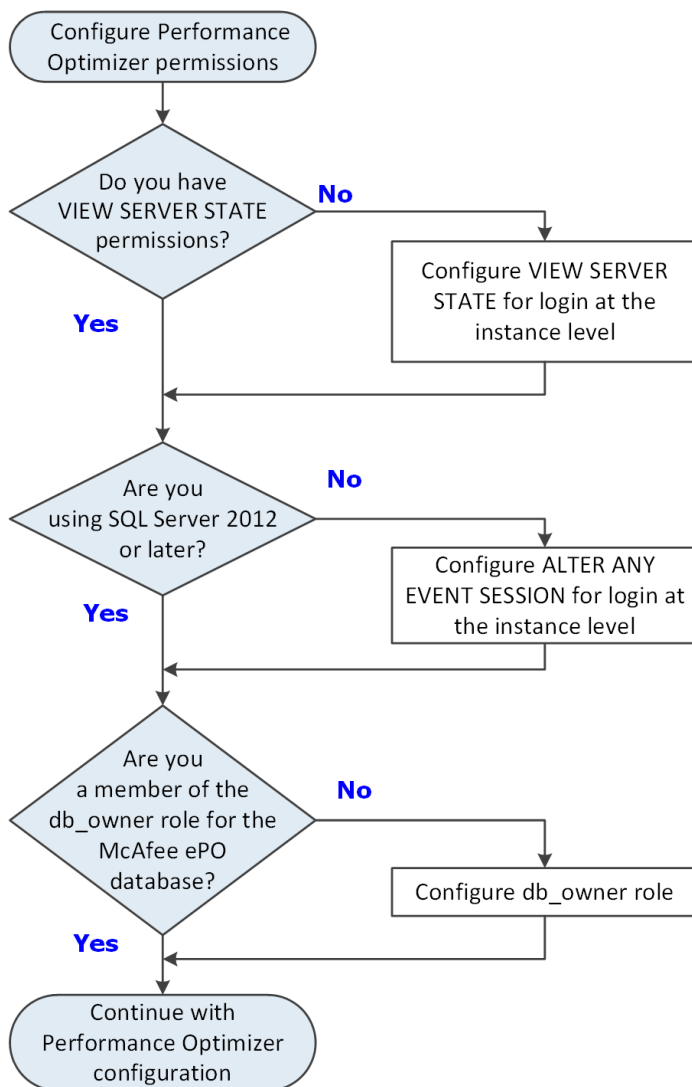 Configure Performance
Optimizer permissions
Do you have
VIEW SERVER STATE
permissions?
No
Configure VIEW SERVER
STATE for login at the
instance level
Yes
Are you
using SQL Server 2012
or later?
No
Configure ALTER ANY
EVENT SESSION for login at
the instance level
Yes
Are you
a member of the
db_owner role for the
McAfee ePO
database?
No
Configure db_owner role
Yes
Continue with
Performance Optimizer
configuration